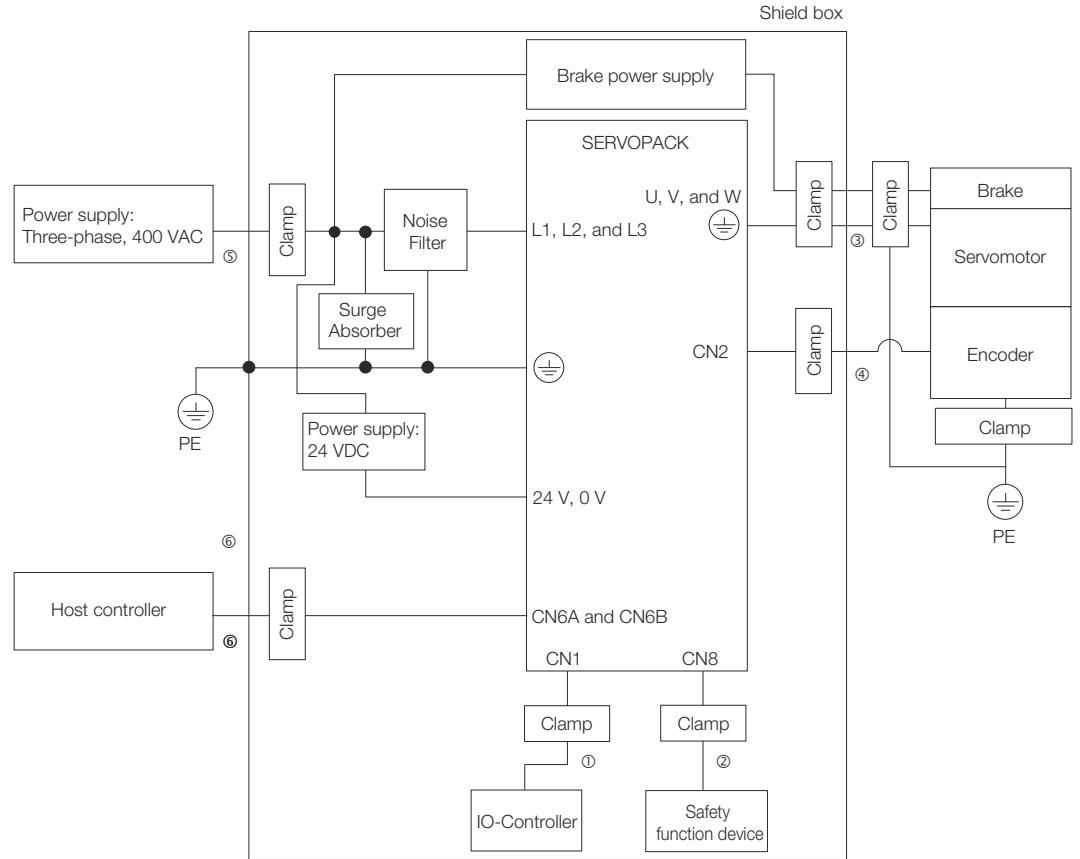 Shield box
Brake power supply
SERVOPACK
Power supply:
Three-phase, 400 VAC
⑤
Clamp
Noise
Filter
L1, L2, and L3
U, V, and W
Clamp
③
Clamp
Brake
Servomotor
Surge
Absorber
CN2
Clamp
④
Encoder
PE
Clamp
Power supply:
24 VDC
24 V, 0 V
PE
⑥
Host controller
⑥
Clamp
CN6A and CN6B
CN1
CN8
Clamp
Clamp
①
②
IO-Controller
Safety
function device